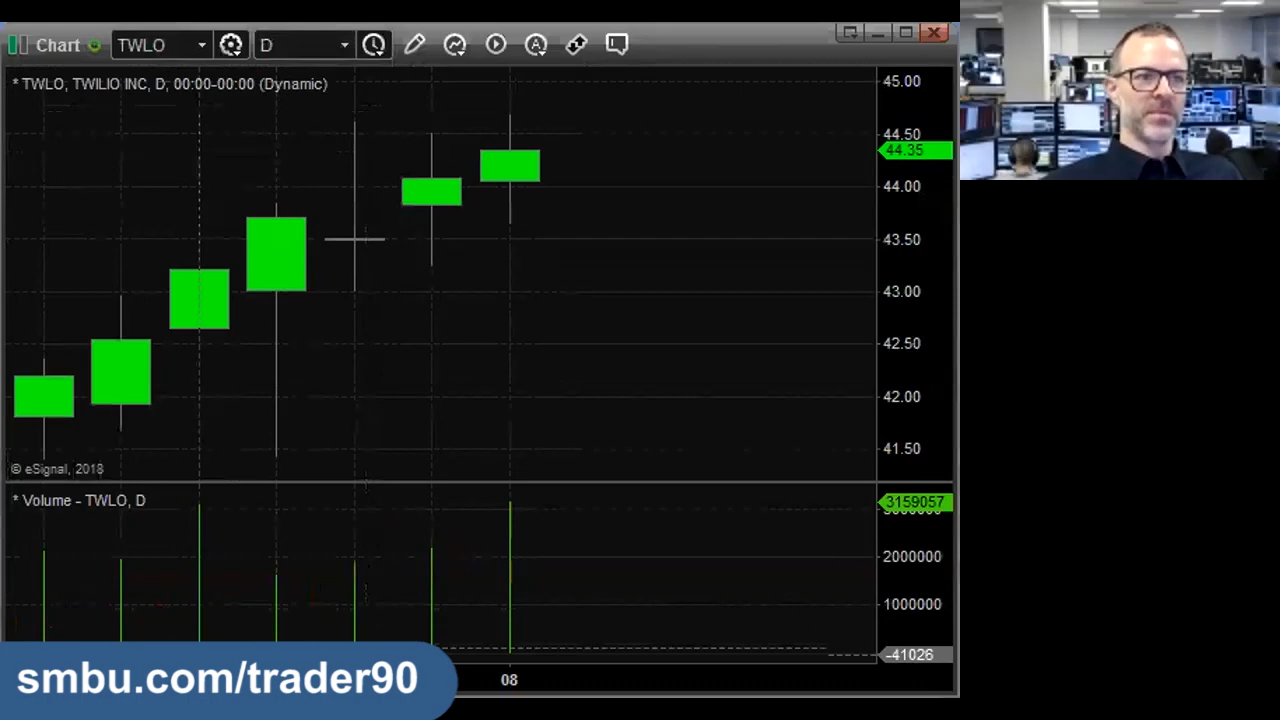 Chart TWLO D A
* TWLO, TWILIO INC, D, 00:00-00:00 (Dynamic)
45.00
44.50
44.35
44.00
43.50
43.00
42.50
42.00
41.50
© eSignal, 2018
* Volume - TWLO, D
3159057
2000000
1000000
-41026
08
smbu.com/trader90